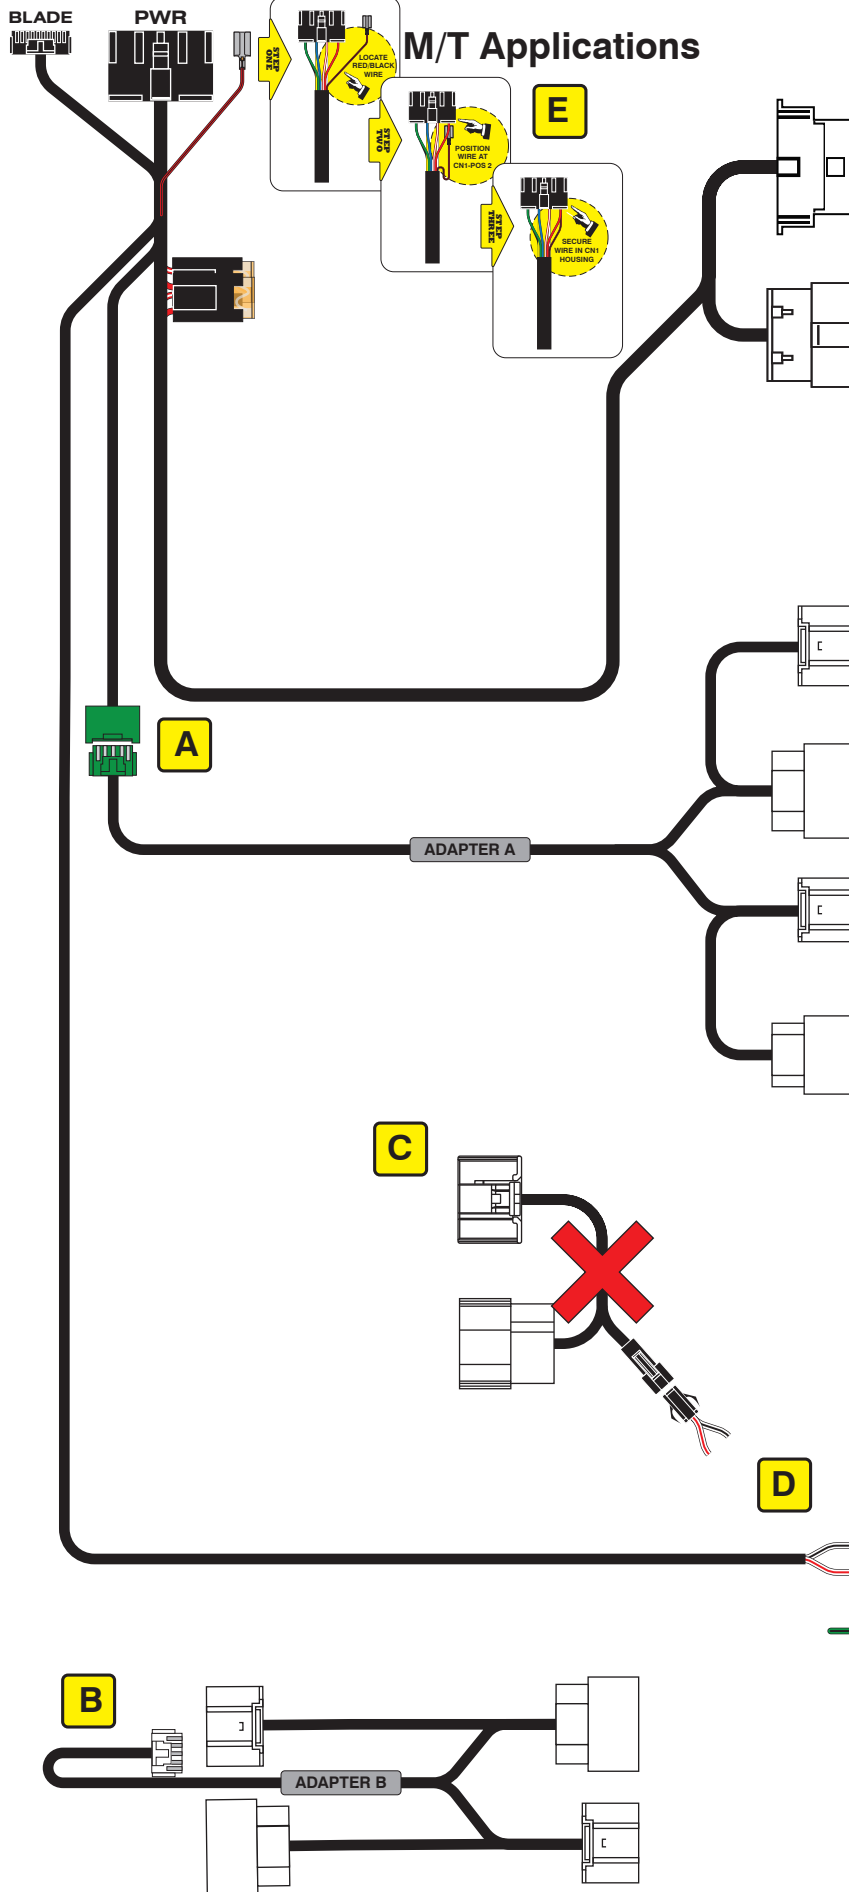 BLADE
PWR
M/T Applications
STEP ONE
LOCATE
RED/BLACK
WIRE
E
STEP TWO
POSITION
WIRE AT
CN1-POS 2
STEP THREE
SECURE
WIRE IN CN1
HOUSING
A
ADAPTER A
C
D
B
ADAPTER B